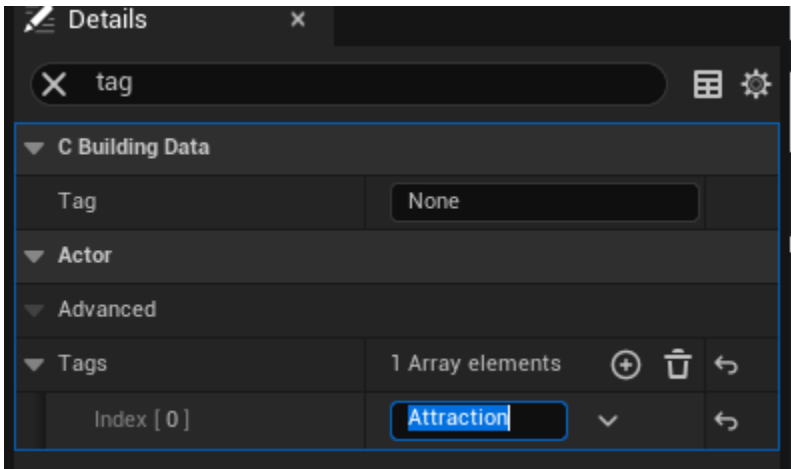 Details
tag
C Building Data
Tag None
Actor
Advanced
Tags 1 Array elements
Index [ 0 ] Attraction